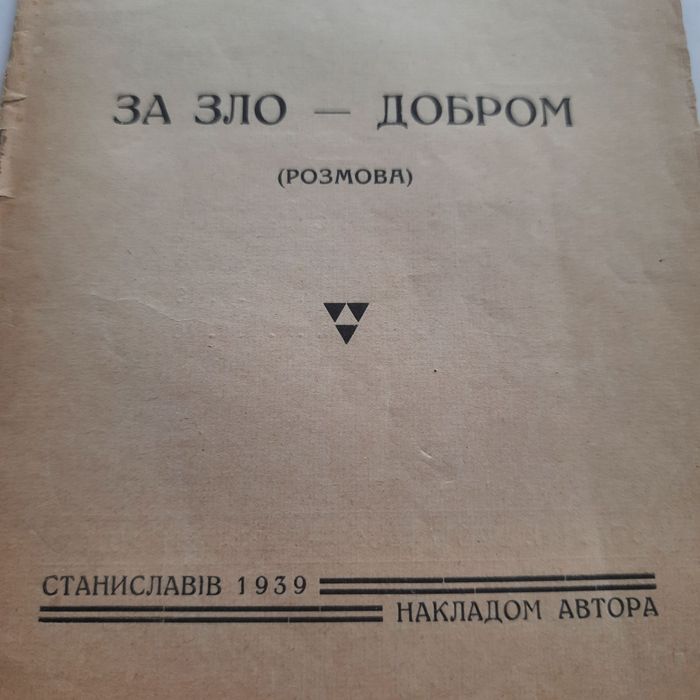 ЗА ЗЛО — ДОБРОМ
(РОЗМОВА)
СТАНИСЛАВІВ 1939
НАКЛАДОМ АВТОРА